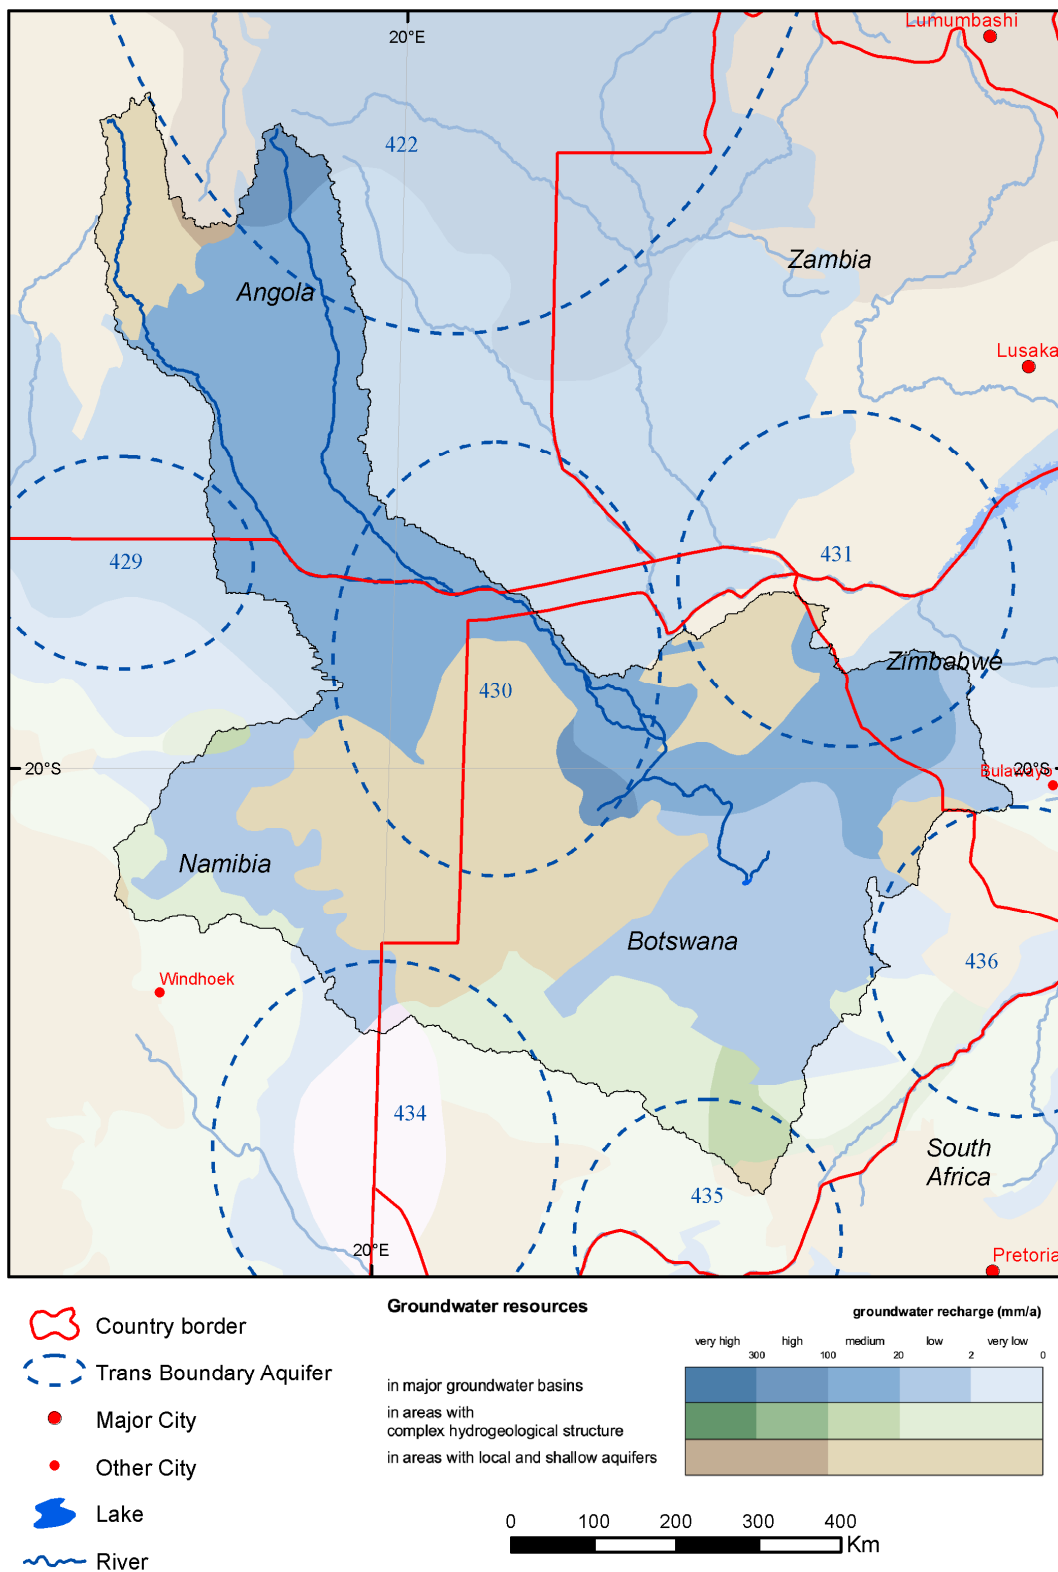 Lumumbashi
20°E
422
Zambia
Angola
Lusaka
429
431
Zimbabwe
430
20°S
20°S
Bulawayo
Namibia
Botswana
436
Windhoek
434
South
Africa
435
20°E
Pretoria
Country border
Trans Boundary Aquifer
Major City
Other City
Lake
River
Groundwater resources
groundwater recharge (mm/a)
very high high medium low very low
300 100 20 2 0
in major groundwater basins
in areas with
complex hydrogeological structure
in areas with local and shallow aquifers
0 100 200 300 400
Km